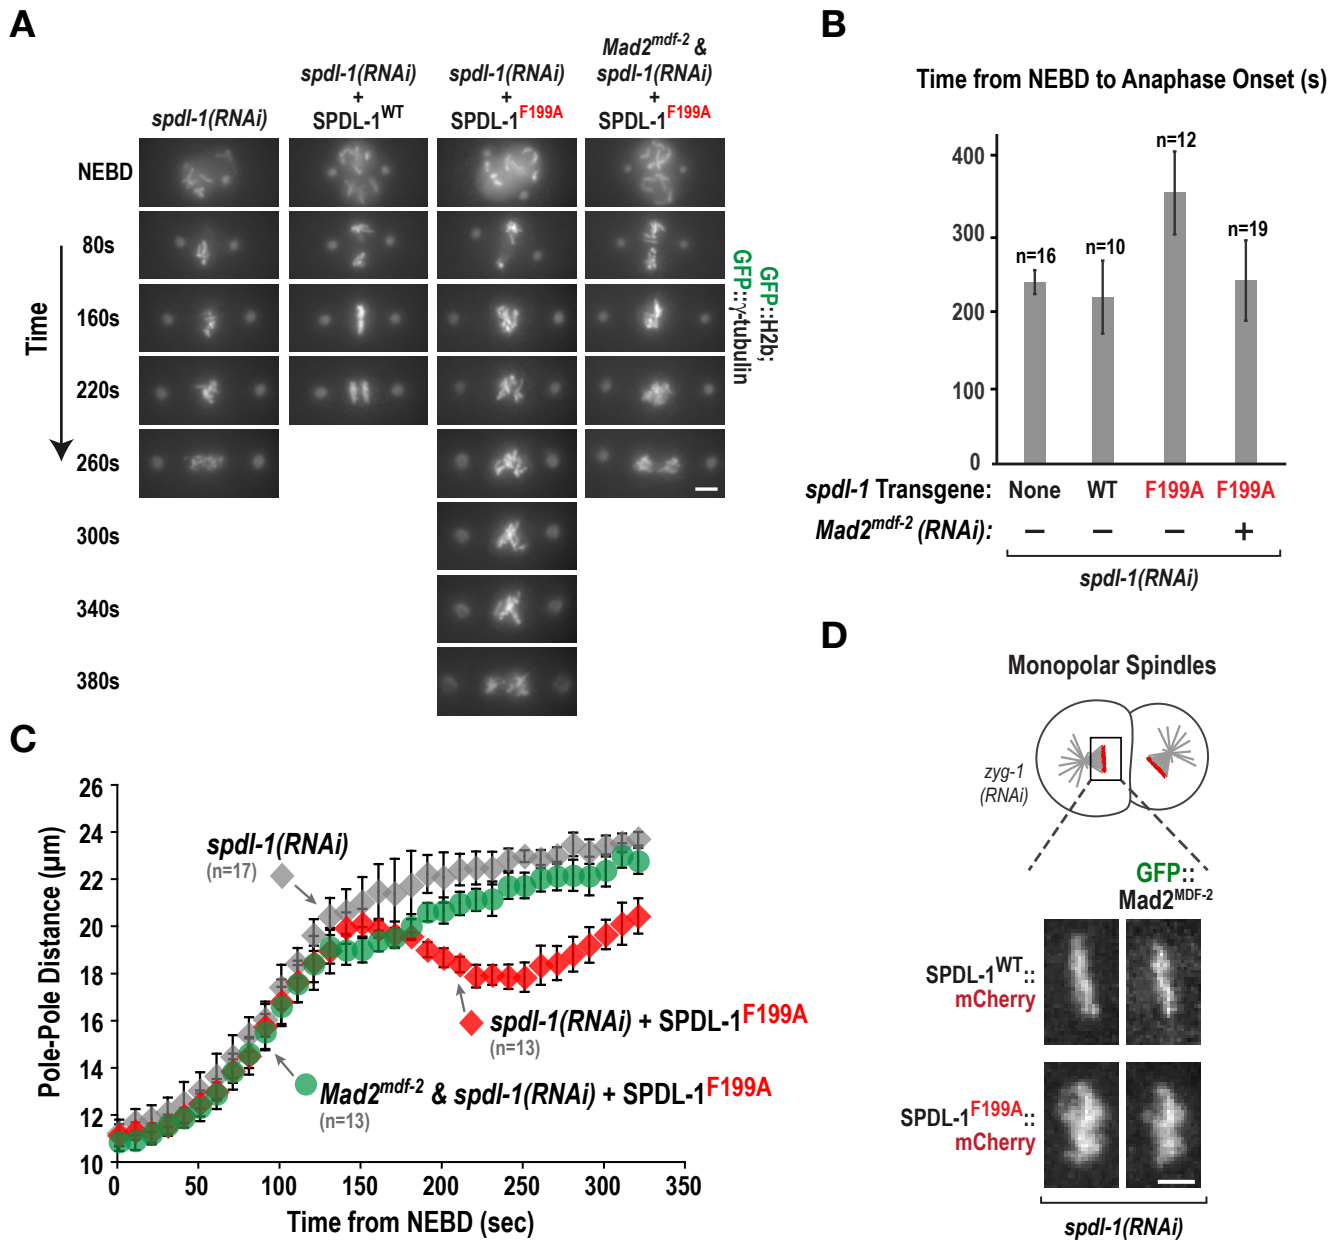 A
spdl-1(RNAi)
spdl-1(RNAi)
+
SPDL-1WT
spdl-1(RNAi)
+
SPDL-1F199A
Mad2mdf-2 &
spdl-1(RNAi)
+
SPDL-1F199A
NEBD
80s
160s
220s
260s
300s
340s
380s
Time
GFP::H2b;
GFP::γ-tubulin
B
Time from NEBD to Anaphase Onset (s)
400
300
200
100
0
n=16
n=10
n=12
n=19
spdl-1 Transgene: None WT F199A F199A
Mad2mdf-2 (RNAi): – – – +
spdl-1(RNAi)
C
Pole-Pole Distance (μm)
26
24
22
20
18
16
14
12
10
0 50 100 150 200 250 300 350
Time from NEBD (sec)
spdl-1(RNAi)
(n=17)
spdl-1(RNAi) + SPDL-1F199A
(n=13)
Mad2mdf-2 & spdl-1(RNAi) + SPDL-1F199A
(n=13)
D
Monopolar Spindles
zyg-1
(RNAi)
GFP::
Mad2MDF-2
SPDL-1WT::
mCherry
SPDL-1F199A::
mCherry
spdl-1(RNAi)